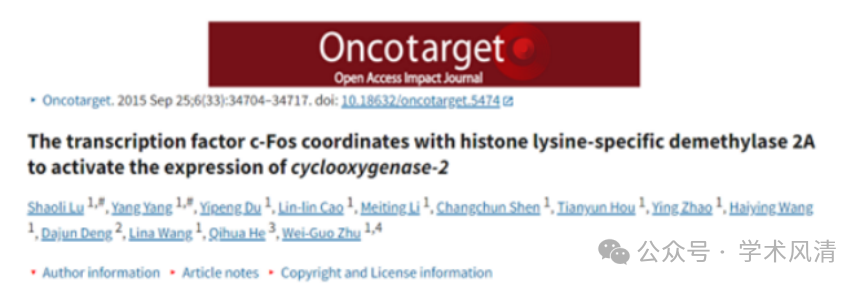 Oncotarget
Open Access Impact Journal
‣ Oncotarget. 2015 Sep 25;6(33):34704–34717. doi: 10.18632/oncotarget.5474
The transcription factor c-Fos coordinates with histone lysine-specific demethylase 2A
to activate the expression of cyclooxygenase-2
Shaoli Lu 1,#, Yang Yang 1,#, Yipeng Du 1, Lin-lin Cao 1, Meiting Li 1, Changchun Shen 1, Tianyun Hou 1, Ying Zhao 1, Haiying Wang
1, Dajun Deng 2, Lina Wang 1, Qihua He 3, Wei-Guo Zhu 1,4
公众号 · 学术风清
‣ Author information ‣ Article notes ‣ Copyright and License information